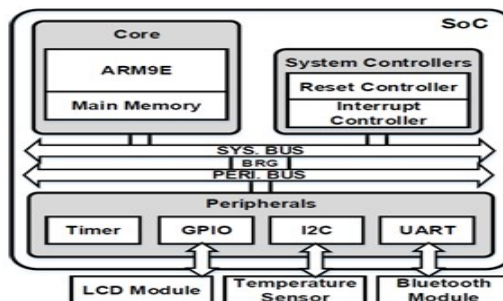 SoC
Core
ARM9E
Main Memory
System Controllers
Reset Controller
Interrupt
Controller
SYS. BUS
BRG
PERI. BUS
Peripherals
Timer
GPIO
I2C
UART
LCD Module
Temperature
Sensor
Bluetooth
Module